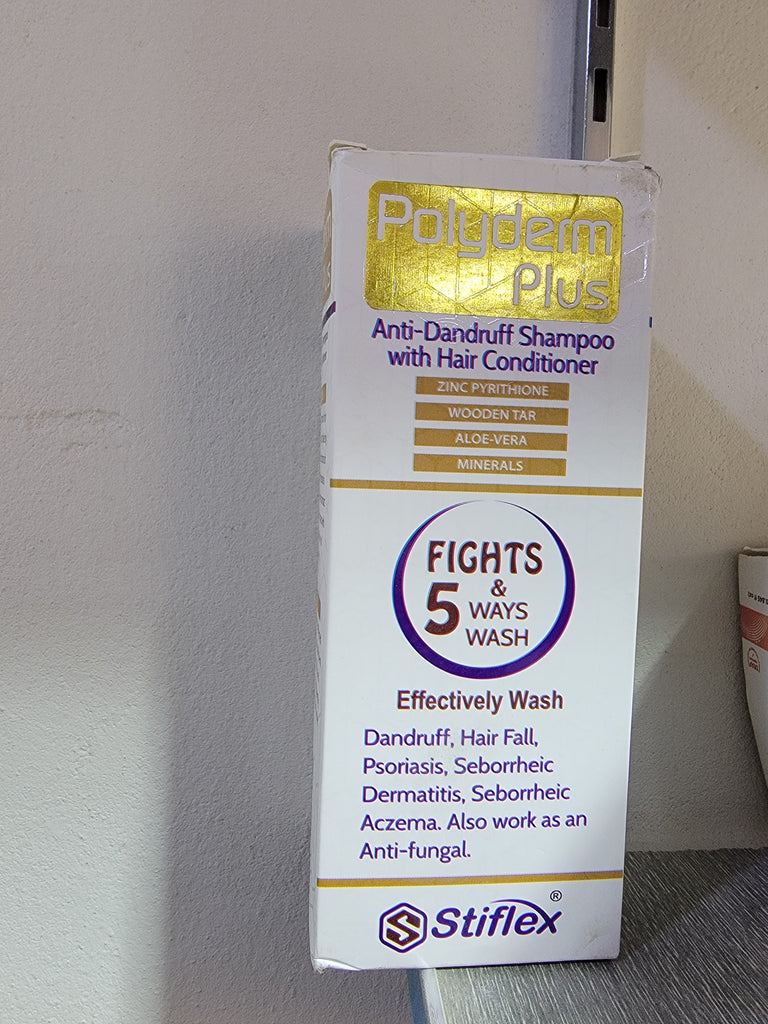 Polyderm
Plus
Anti-Dandruff Shampoo
with Hair Conditioner
ZINC PYRITHIONE
WOODEN TAR
ALOE-VERA
MINERALS
FIGHTS
&
5 WAYS
WASH
Effectively Wash
Dandruff, Hair Fall,
Psoriasis, Seborrheic
Dermatitis, Seborrheic
Aczema. Also work as an
Anti-fungal.
Stiflex®